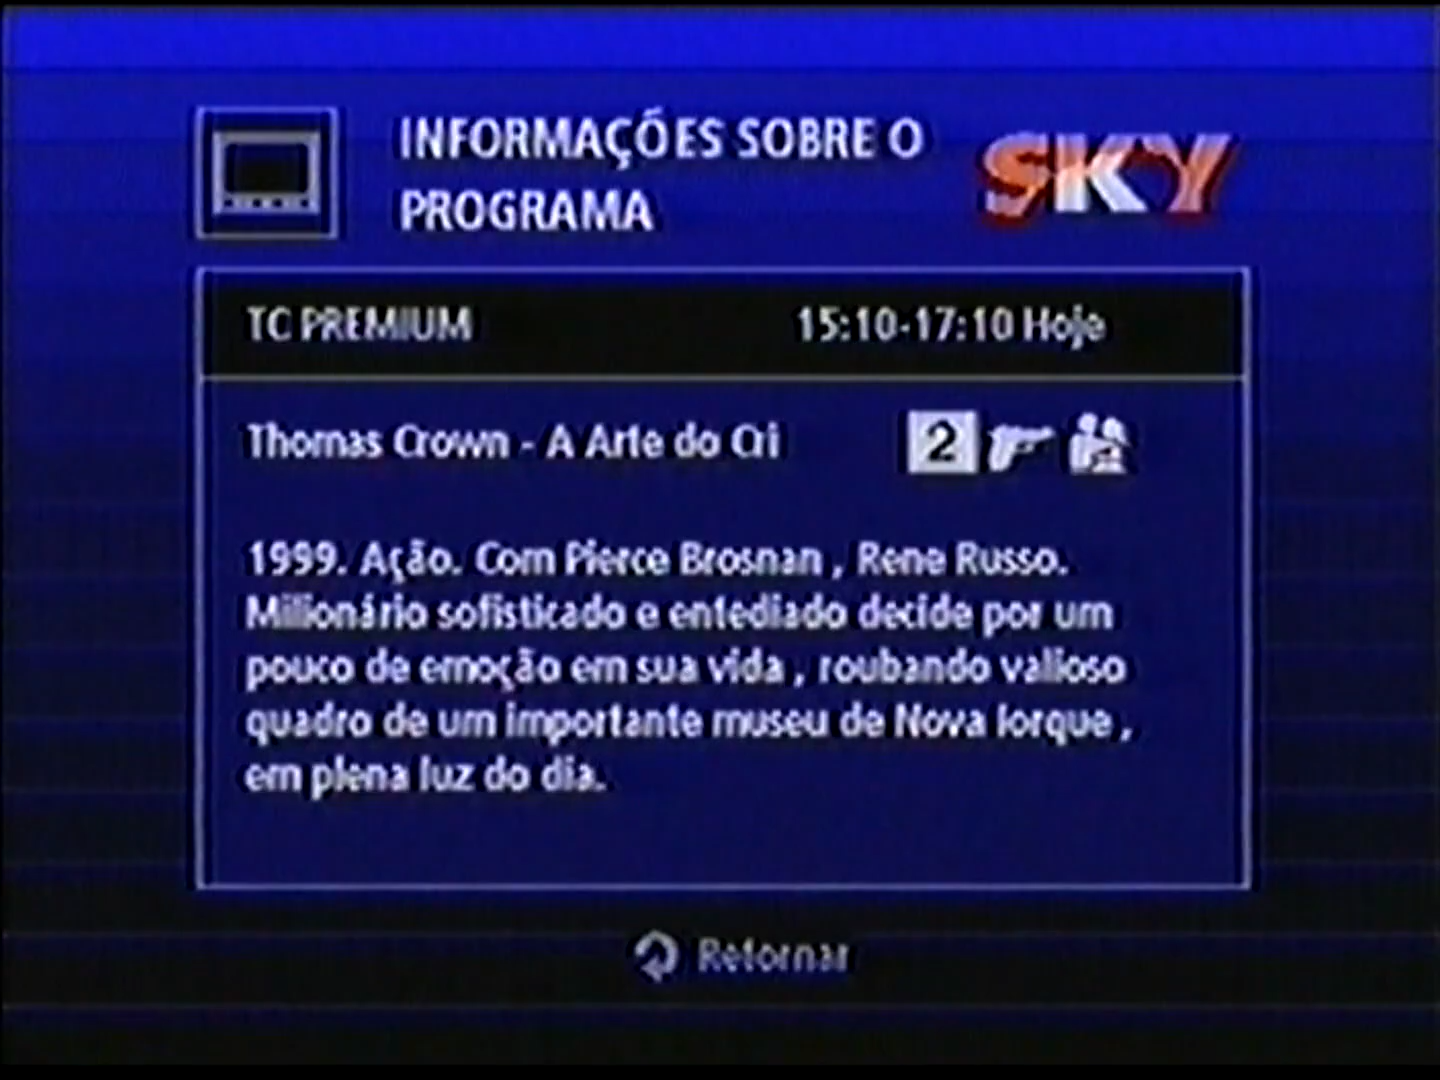 INFORMAÇÕES SOBRE O
PROGRAMA
SKY
TC PREMIUM 15:10-17:10 Hoje
Thomas Crown - A Arte do Cri 2
1999. Ação. Com Pierce Brosnan , Rene Russo.
Milionário sofisticado e entediado decide por um
pouco de emoção em sua vida , roubando valioso
quadro de um importante museu de Nova Iorque ,
em plena luz do dia.
Retornar